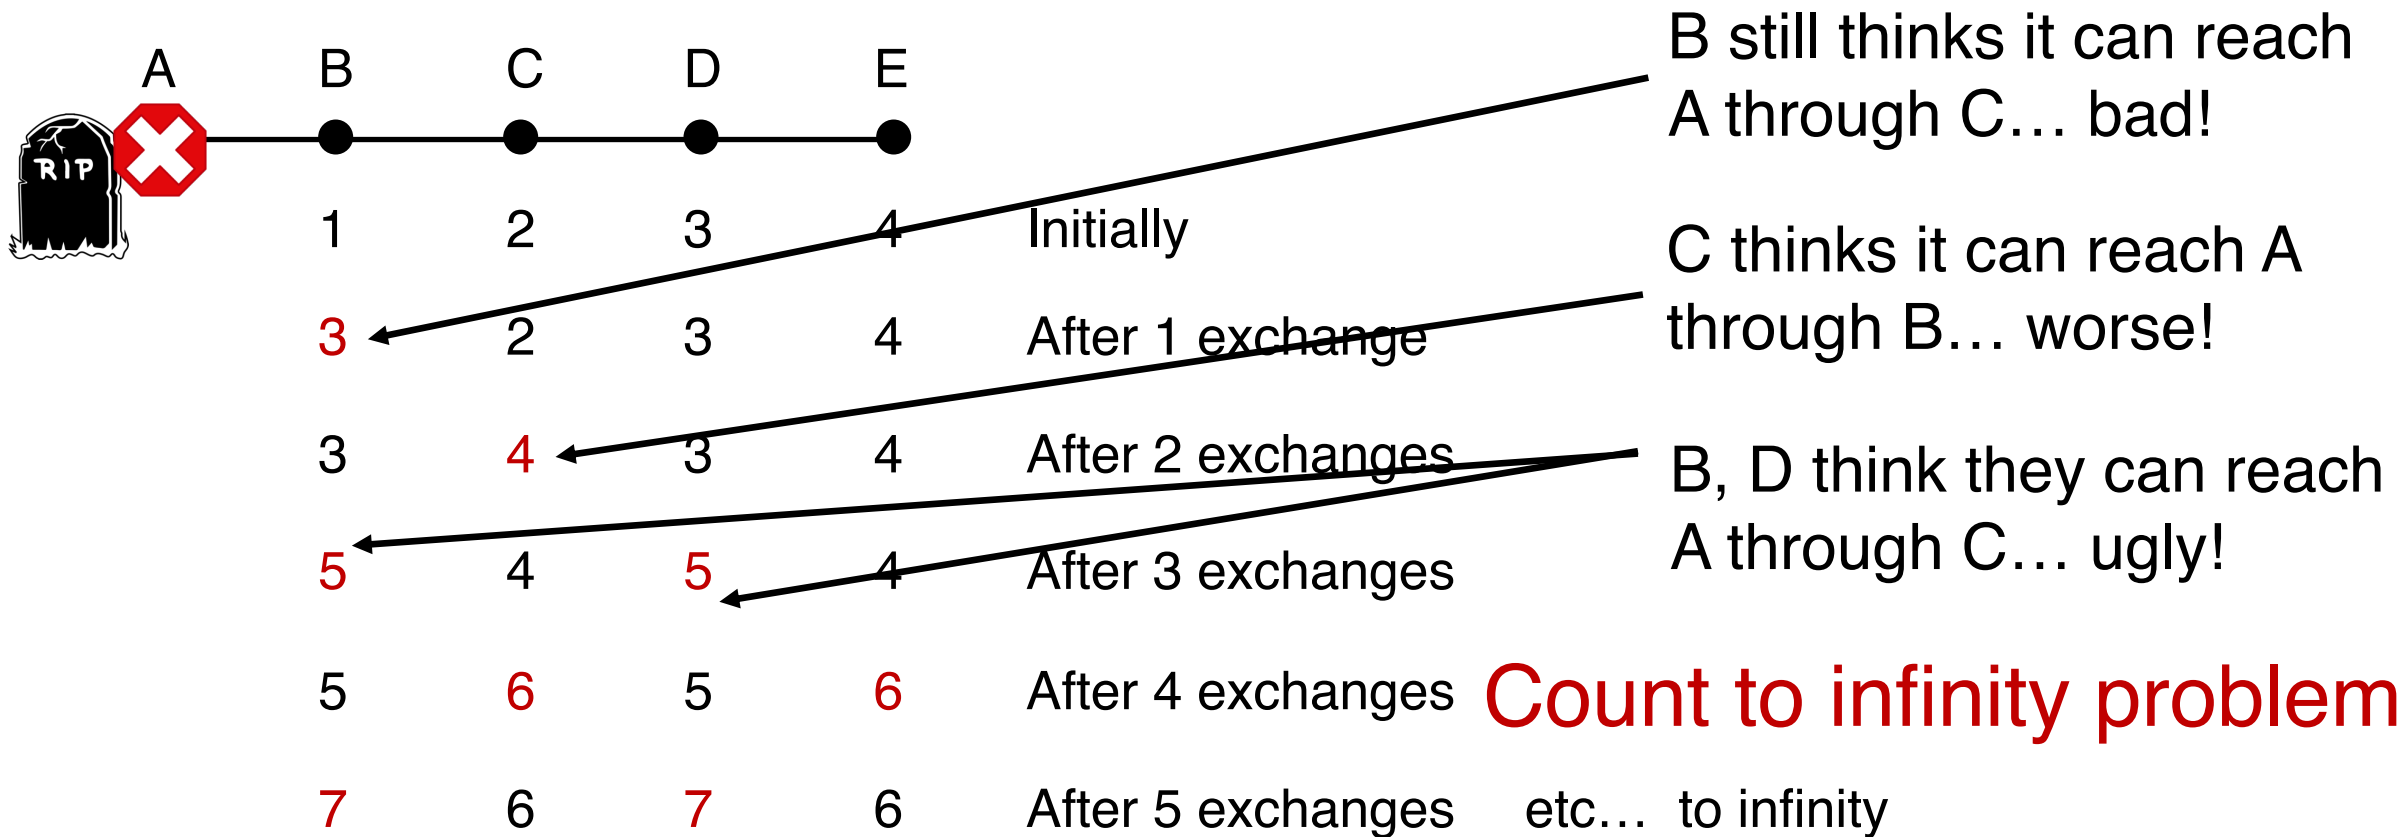 A B C D E
RIP
1 2 3 4 Initially
3 2 3 4 After 1 exchange
3 4 3 4 After 2 exchanges
5 4 5 4 After 3 exchanges
5 6 5 6 After 4 exchanges
7 6 7 6 After 5 exchanges etc… to infinity
B still thinks it can reach
A through C… bad!
C thinks it can reach A
through B… worse!
B, D think they can reach
A through C… ugly!
Count to infinity problem